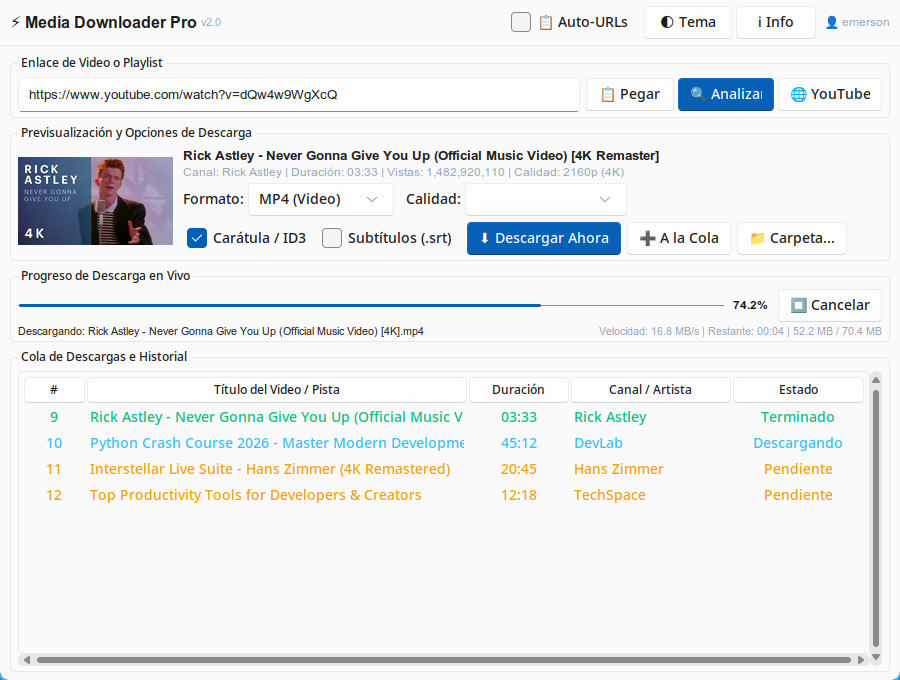 ⚡ Media Downloader Pro v2.0
📋 Auto-URLs
◐ Tema
ℹ Info
👤 emerson
Enlace de Video o Playlist
https://www.youtube.com/watch?v=dQw4w9WgXcQ
📋 Pegar
🔍 Analizar
🌐 YouTube
Previsualización y Opciones de Descarga
RICK
ASTLEY
NEVER GONNA
GIVE YOU UP
4K
Rick Astley - Never Gonna Give You Up (Official Music Video) [4K Remaster]
Canal: Rick Astley | Duración: 03:33 | Vistas: 1,482,920,110 | Calidad: 2160p (4K)
Formato: MP4 (Video) Calidad:
Carátula / ID3 Subtítulos (.srt) ⬇ Descargar Ahora ➕ A la Cola 📁 Carpeta...
Progreso de Descarga en Vivo
74.2% ⏹ Cancelar
Descargando: Rick Astley - Never Gonna Give You Up (Official Music Video) [4K].mp4
Velocidad: 16.8 MB/s | Restante: 00:04 | 52.2 MB / 70.4 MB
Cola de Descargas e Historial
# Título del Video / Pista Duración Canal / Artista Estado
9 Rick Astley - Never Gonna Give You Up (Official Music V 03:33 Rick Astley Terminado
10 Python Crash Course 2026 - Master Modern Developme 45:12 DevLab Descargando
11 Interstellar Live Suite - Hans Zimmer (4K Remastered) 20:45 Hans Zimmer Pendiente
12 Top Productivity Tools for Developers & Creators 12:18 TechSpace Pendiente